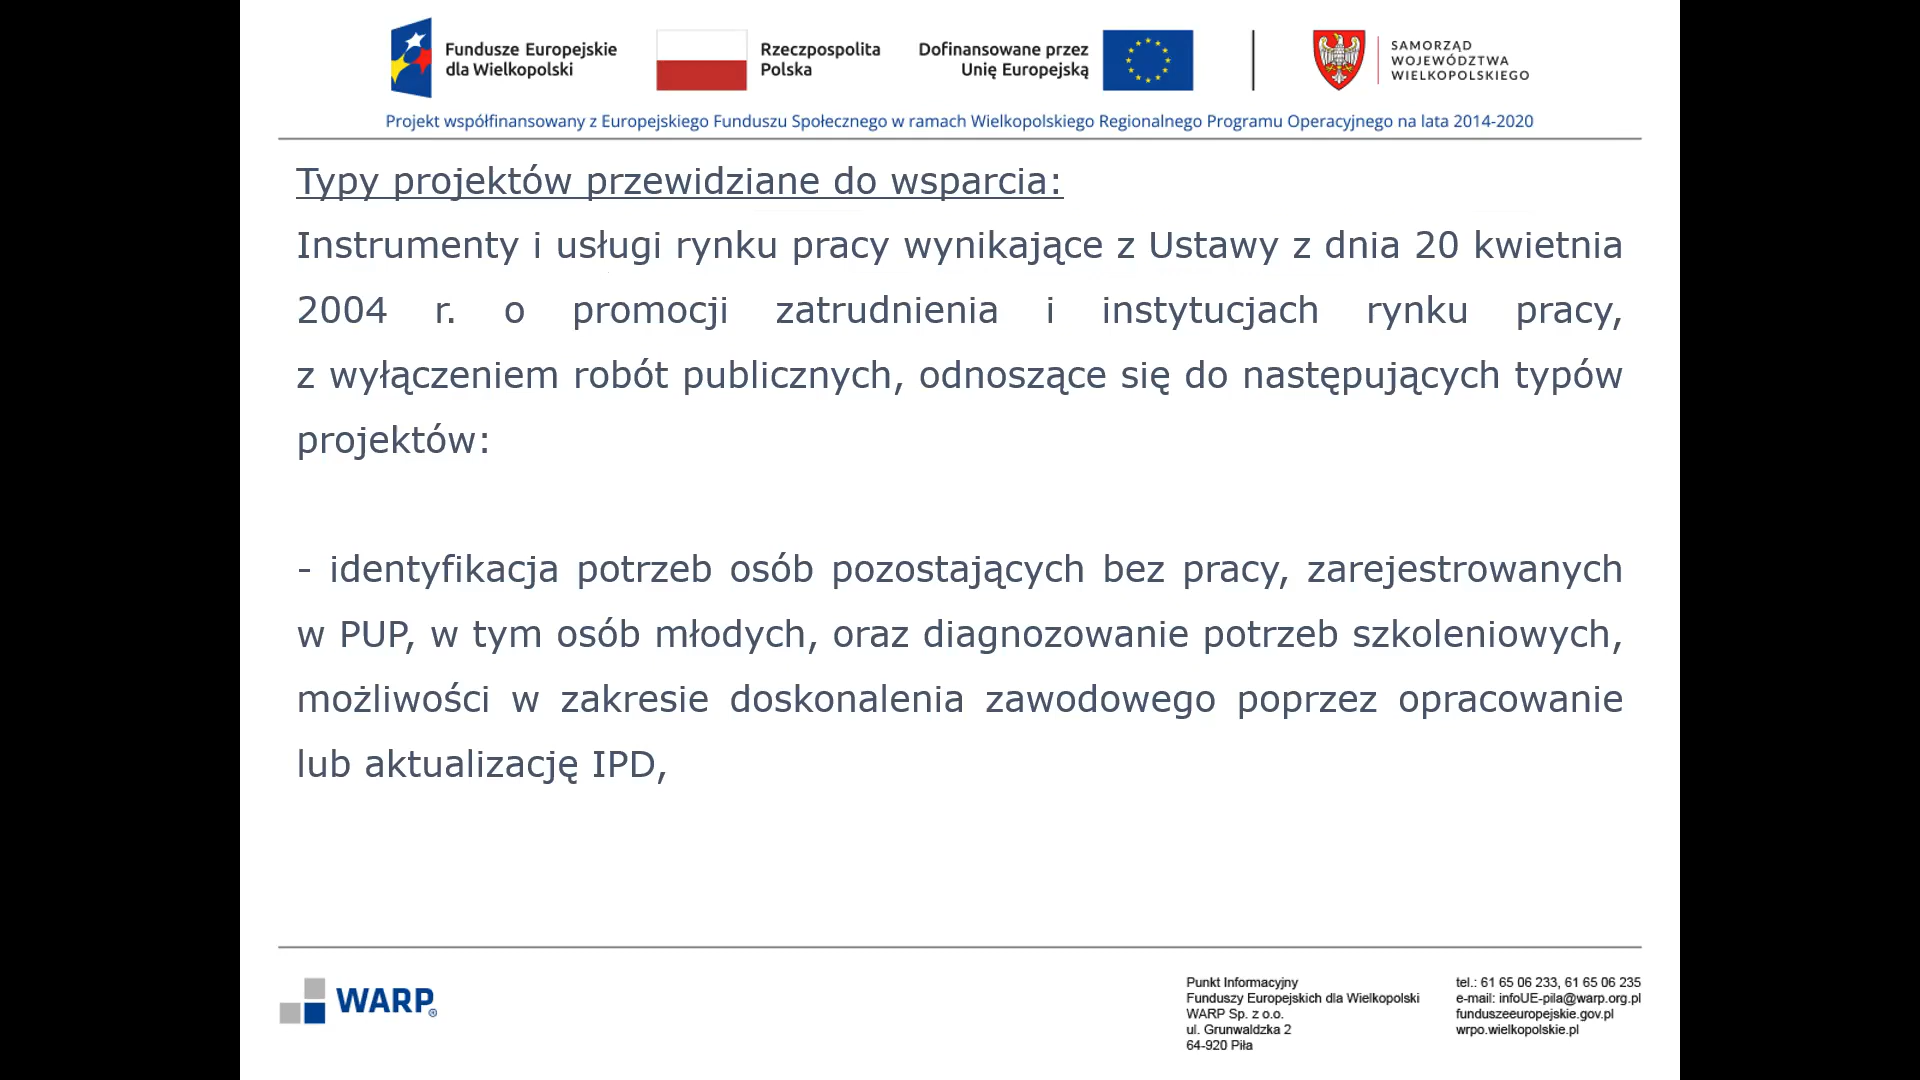 Fundusze Europejskie
dla Wielkopolski
Rzeczpospolita
Polska
Dofinansowane przez
Unię Europejską
SAMORZĄD
WOJEWÓDZTWA
WIELKOPOLSKIEGO
Projekt współfinansowany z Europejskiego Funduszu Społecznego w ramach Wielkopolskiego Regionalnego Programu Operacyjnego na lata 2014-2020
Typy projektów przewidziane do wsparcia:
Instrumenty i usługi rynku pracy wynikające z Ustawy z dnia 20 kwietnia
2004 r. o promocji zatrudnienia i instytucjach rynku pracy,
z wyłączeniem robót publicznych, odnoszące się do następujących typów
projektów:
- identyfikacja potrzeb osób pozostających bez pracy, zarejestrowanych
w PUP, w tym osób młodych, oraz diagnozowanie potrzeb szkoleniowych,
możliwości w zakresie doskonalenia zawodowego poprzez opracowanie
lub aktualizację IPD,
WARP®
Punkt Informacyjny
Funduszy Europejskich dla Wielkopolski
WARP Sp. z o.o.
ul. Grunwaldzka 2
64-920 Piła
tel.: 61 65 06 233, 61 65 06 235
e-mail: infoUE-pila@warp.org.pl
funduszeeuropejskie.gov.pl
wrpo.wielkopolskie.pl